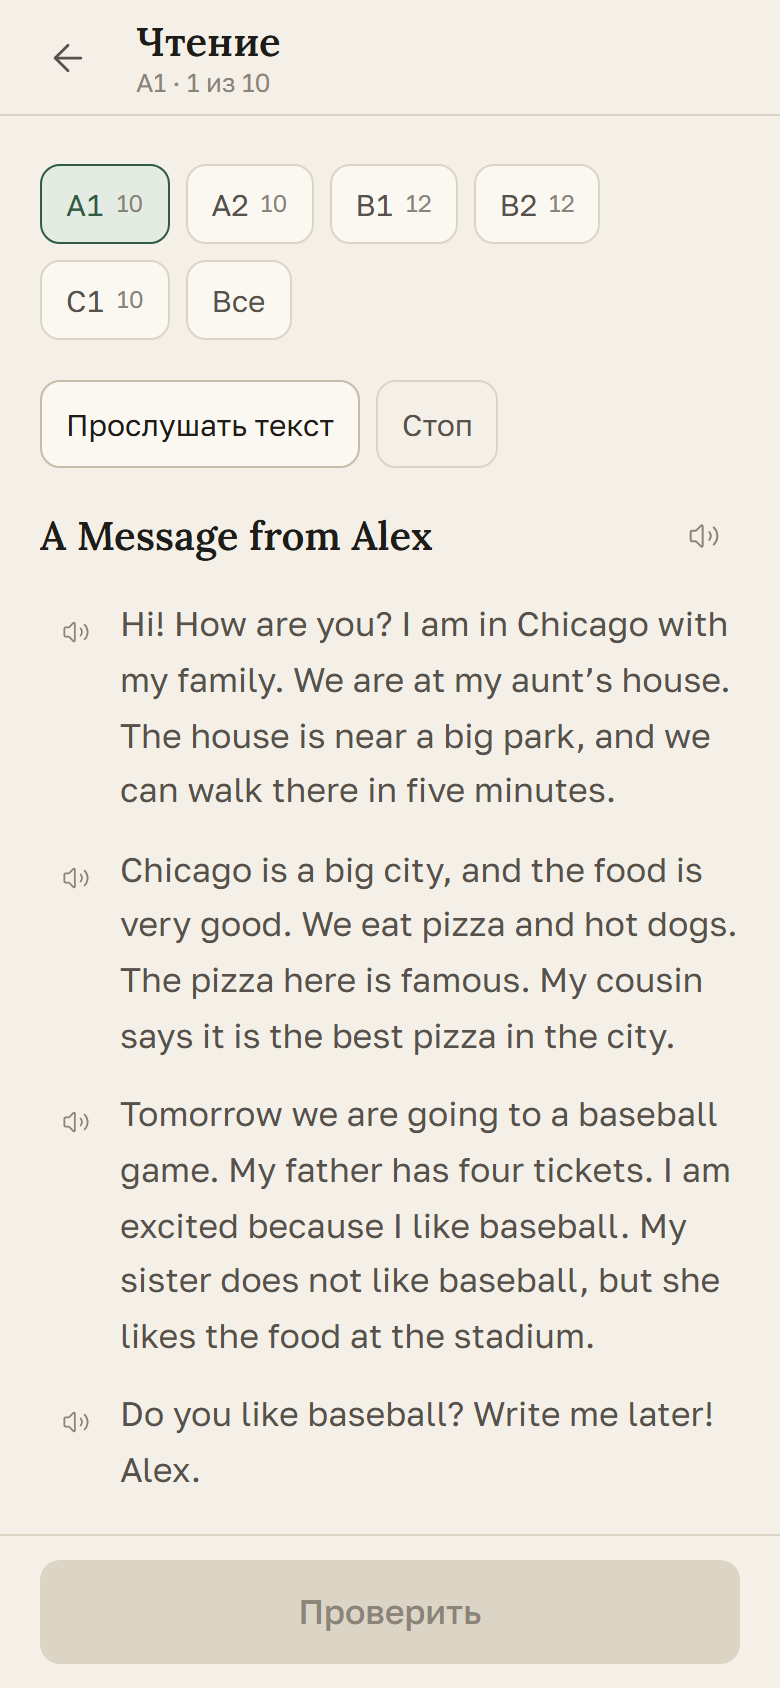 Чтение
A1 · 1 из 10
A1 10
A2 10
B1 12
B2 12
C1 10
Все
Прослушать текст
Стоп
A Message from Alex
Hi! How are you? I am in Chicago with
my family. We are at my aunt’s house.
The house is near a big park, and we
can walk there in five minutes.
Chicago is a big city, and the food is
very good. We eat pizza and hot dogs.
The pizza here is famous. My cousin
says it is the best pizza in the city.
Tomorrow we are going to a baseball
game. My father has four tickets. I am
excited because I like baseball. My
sister does not like baseball, but she
likes the food at the stadium.
Do you like baseball? Write me later!
Alex.
Проверить